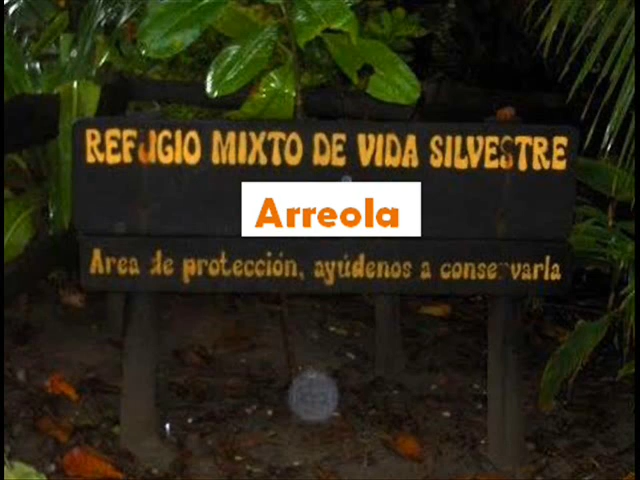 REFUGIO MIXTO DE VIDA SILVESTRE
Arreola
Area de protección, ayúdenos a conservarla